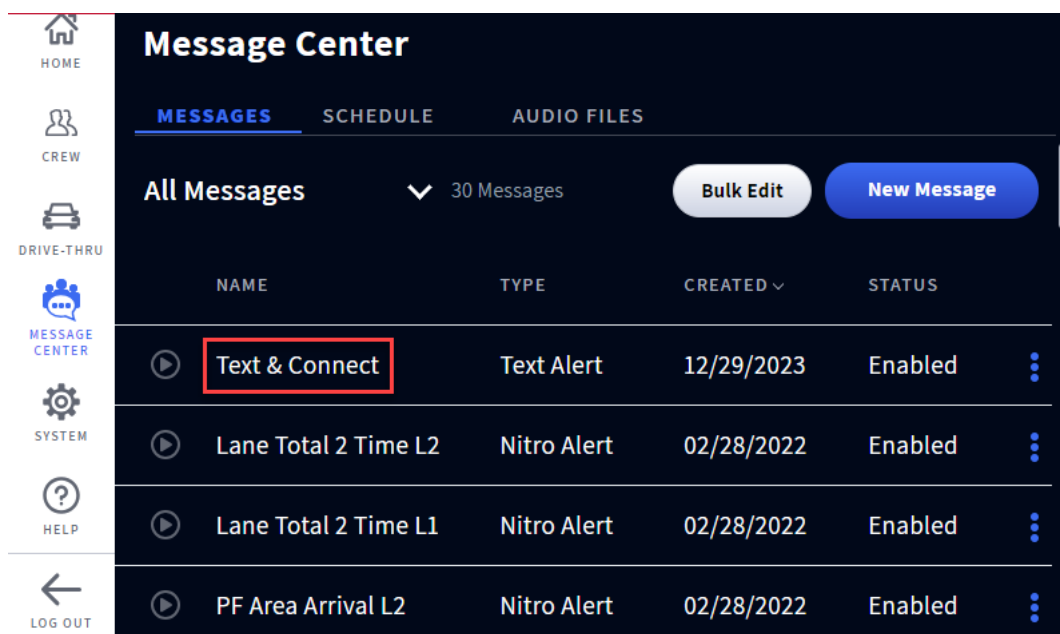 HOME
CREW
DRIVE-THRU
MESSAGE
CENTER
SYSTEM
HELP
LOG OUT
Message Center
MESSAGES SCHEDULE AUDIO FILES
All Messages 30 Messages Bulk Edit New Message
NAME TYPE CREATED STATUS
Text & Connect Text Alert 12/29/2023 Enabled
Lane Total 2 Time L2 Nitro Alert 02/28/2022 Enabled
Lane Total 2 Time L1 Nitro Alert 02/28/2022 Enabled
PF Area Arrival L2 Nitro Alert 02/28/2022 Enabled